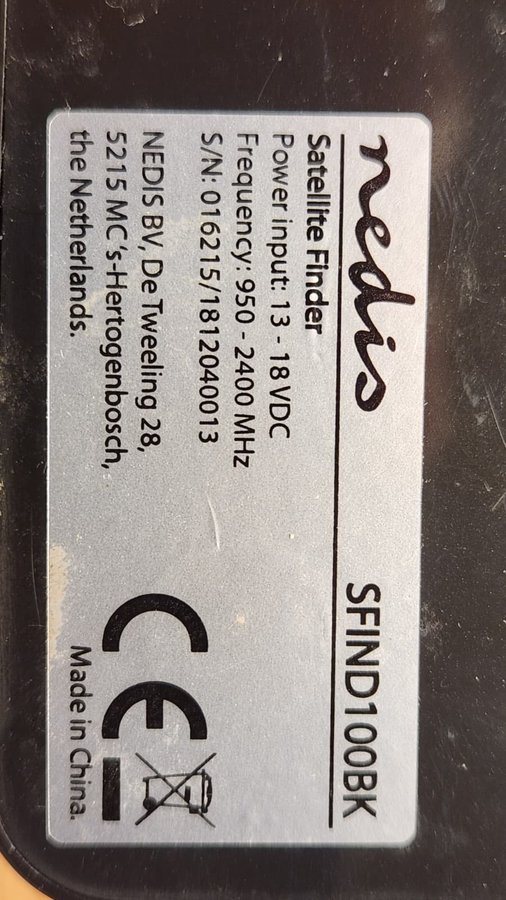 nedis SFIND100BK
Satellite Finder
Power input: 13 - 18 VDC
Frequency: 950 - 2400 MHz
S/N: 016215/1812040013
NEDIS BV, De Tweeling 28,
5215 MC 's-Hertogenbosch,
the Netherlands.
CE
Made in China.